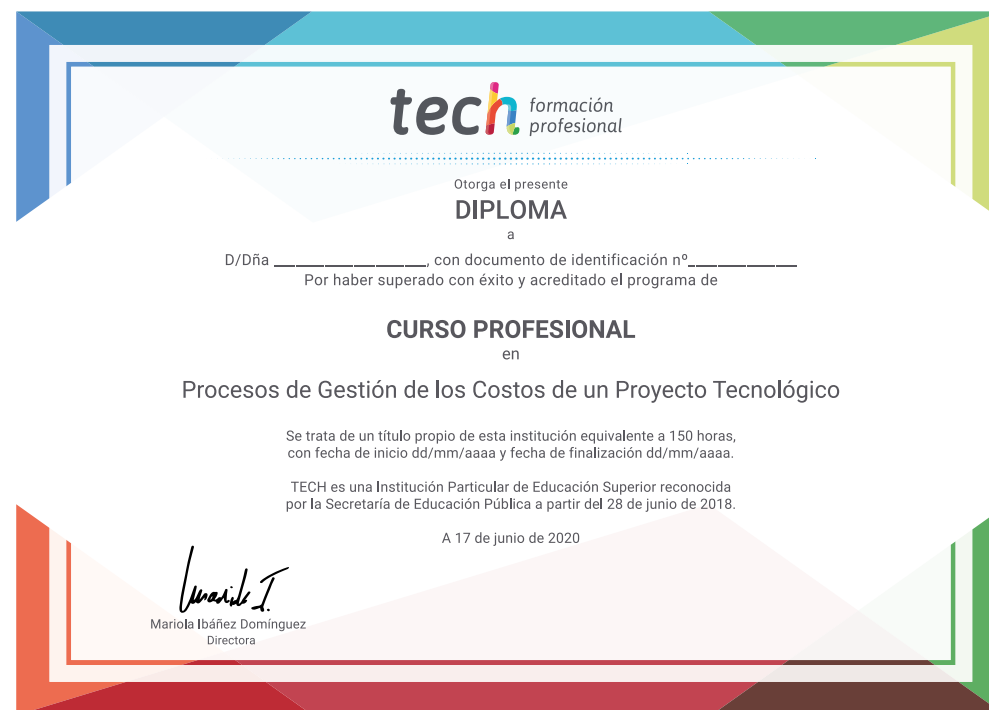 tech formación
profesional
Otorga el presente
DIPLOMA
a
D/Dña ______________, con documento de identificación nº__________
Por haber superado con éxito y acreditado el programa de
CURSO PROFESIONAL
en
Procesos de Gestión de los Costos de un Proyecto Tecnológico
Se trata de un título propio de esta institución equivalente a 150 horas,
con fecha de inicio dd/mm/aaaa y fecha de finalización dd/mm/aaaa.
TECH es una Institución Particular de Educación Superior reconocida
por la Secretaría de Educación Pública a partir del 28 de junio de 2018.
A 17 de junio de 2020
Mariola I.
Mariola Ibáñez Domínguez
Directora